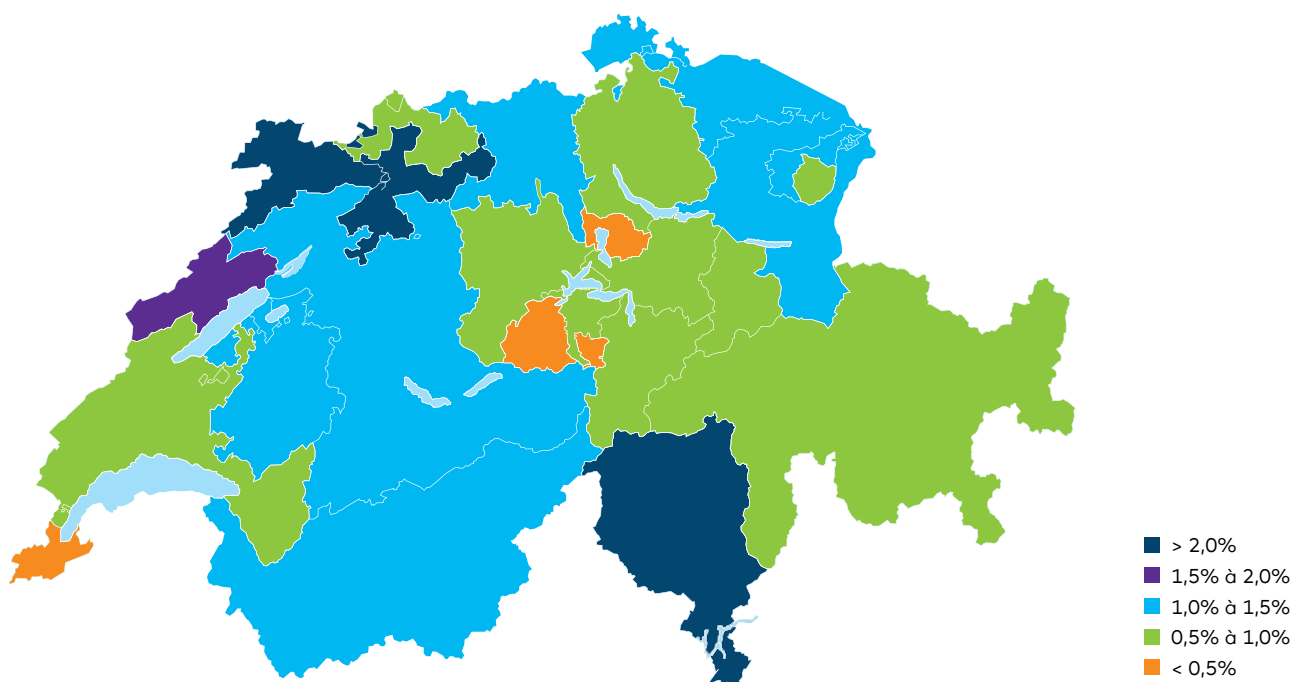 > 2,0%
1,5% à 2,0%
1,0% à 1,5%
0,5% à 1,0%
< 0,5%